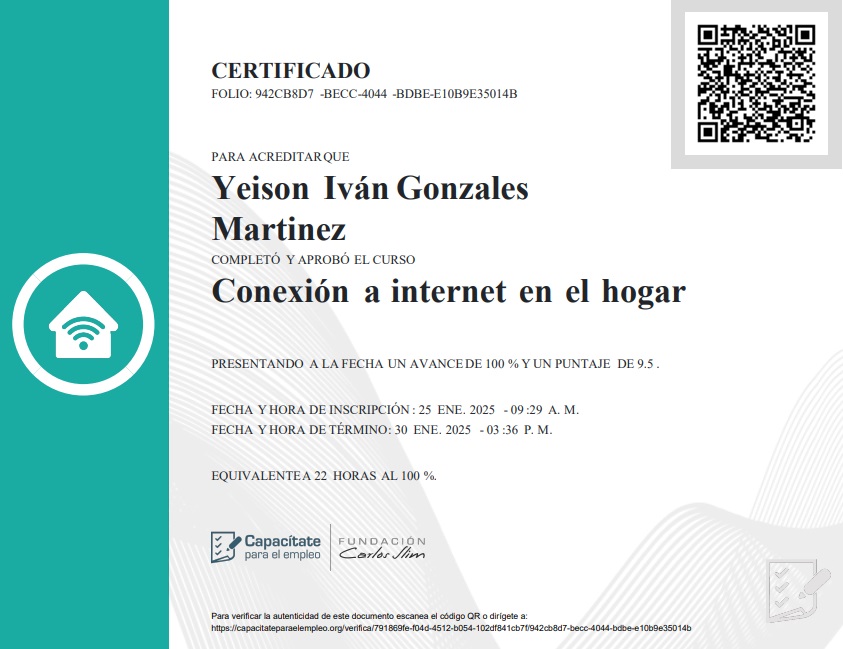 CERTIFICADO
FOLIO: 942CB8D7 -BECC-4044 -BDBE-E10B9E35014B
PARA ACREDITAR QUE
Yeison Iván Gonzales
Martinez
COMPLETÓ Y APROBÓ EL CURSO
Conexión a internet en el hogar
PRESENTANDO A LA FECHA UN AVANCE DE 100 % Y UN PUNTAJE DE 9.5 .
FECHA Y HORA DE INSCRIPCIÓN : 25 ENE. 2025 - 09:29 A. M.
FECHA Y HORA DE TÉRMINO: 30 ENE. 2025 - 03:36 P. M.
EQUIVALENTE A 22 HORAS AL 100 %.
Capacítate
para el empleo
FUNDACIÓN
Carlos Slim
Para verificar la autenticidad de este documento escanea el código QR o dirígete a:
https://capacitateparaelempleo.org/verifica/791869fe-f04d-4512-b054-102df841cb7f/942cb8d7-becc-4044-bdbe-e10b9e35014b